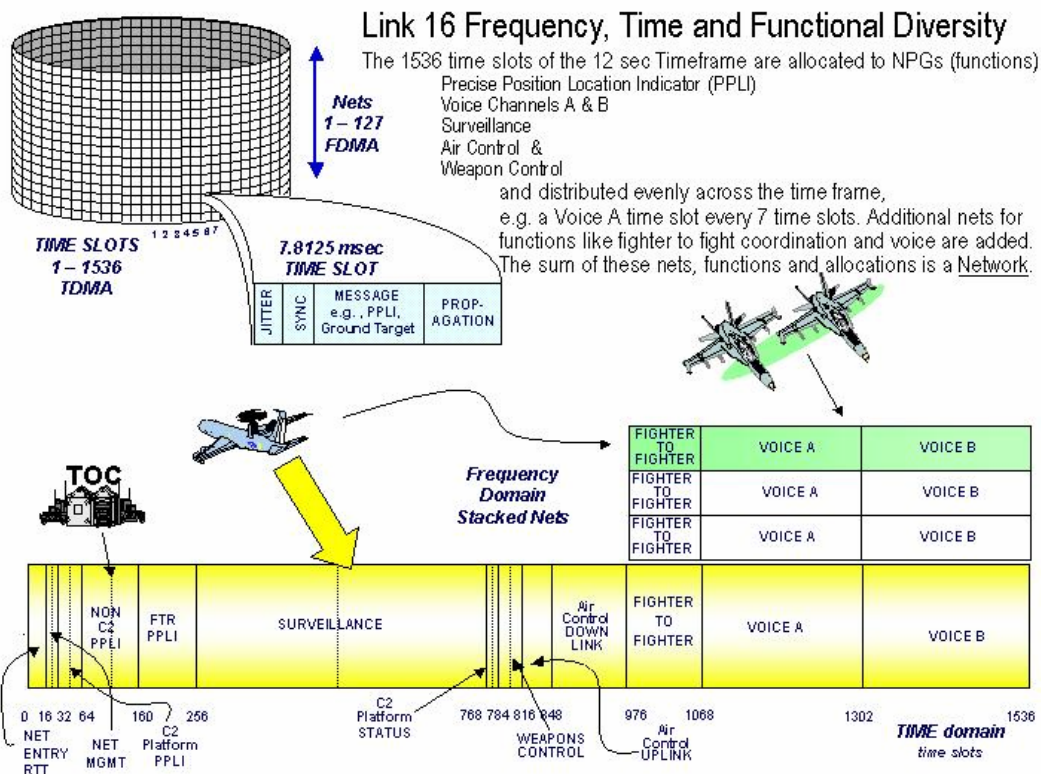 Link 16 Frequency, Time and Functional Diversity
The 1536 time slots of the 12 sec Timeframe are allocated to NPGs (functions)
Precise Position Location Indicator (PPLI)
Voice Channels A & B
Surveillance
Air Control &
Weapon Control
and distributed evenly across the time frame,
e.g. a Voice A time slot every 7 time slots. Additional nets for
functions like fighter to fight coordination and voice are added.
The sum of these nets, functions and allocations is a Network.
Nets
1 – 127
FDMA
1 2 3 4 5 6 7
TIME SLOTS
1 – 1536
TDMA
7.8125 msec
TIME SLOT
JITTER
SYNC
MESSAGE
e.g., PPLI,
Ground Target
PROP-
AGATION
TOC
Frequency
Domain
Stacked Nets
FIGHTER
TO
FIGHTER
VOICE A
VOICE B
FIGHTER
TO
FIGHTER
VOICE A
VOICE B
FIGHTER
TO
FIGHTER
VOICE A
VOICE B
NON
C2
PPLI
FTR
PPLI
SURVEILLANCE
Air
Control
DOWN
LINK
FIGHTER
TO
FIGHTER
VOICE A
VOICE B
0 16 32 64 160 256 768 784 816 848 976 1068 1302 1536
NET
ENTRY
RTT
NET
MGMT
C2
Platform
PPLI
C2
Platform
STATUS
WEAPONS
CONTROL
Air
Control
UPLINK
TIME domain
time slots